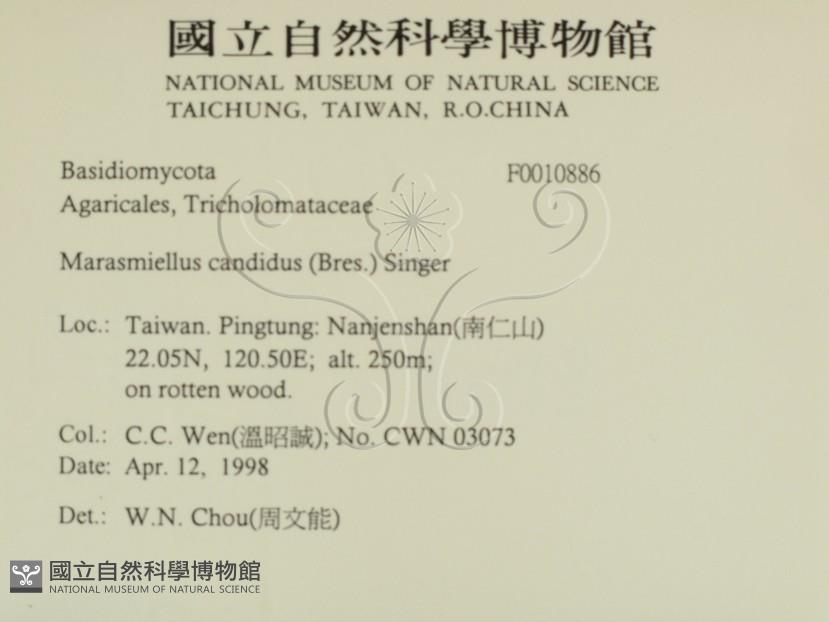 國立自然科學博物館
NATIONAL MUSEUM OF NATURAL SCIENCE
TAICHUNG, TAIWAN, R.O.CHINA
Basidiomycota F0010886
Agaricales, Tricholomataceae
Marasmiellus candidus (Bres.) Singer
Loc.: Taiwan. Pingtung: Nanjenshan(南仁山)
22.05N, 120.50E; alt. 250m;
on rotten wood.
Col.: C.C. Wen(溫昭誠); No. CWN 03073
Date: Apr. 12, 1998
Det.: W.N. Chou(周文能)
國立自然科學博物館
NATIONAL MUSEUM OF NATURAL SCIENCE